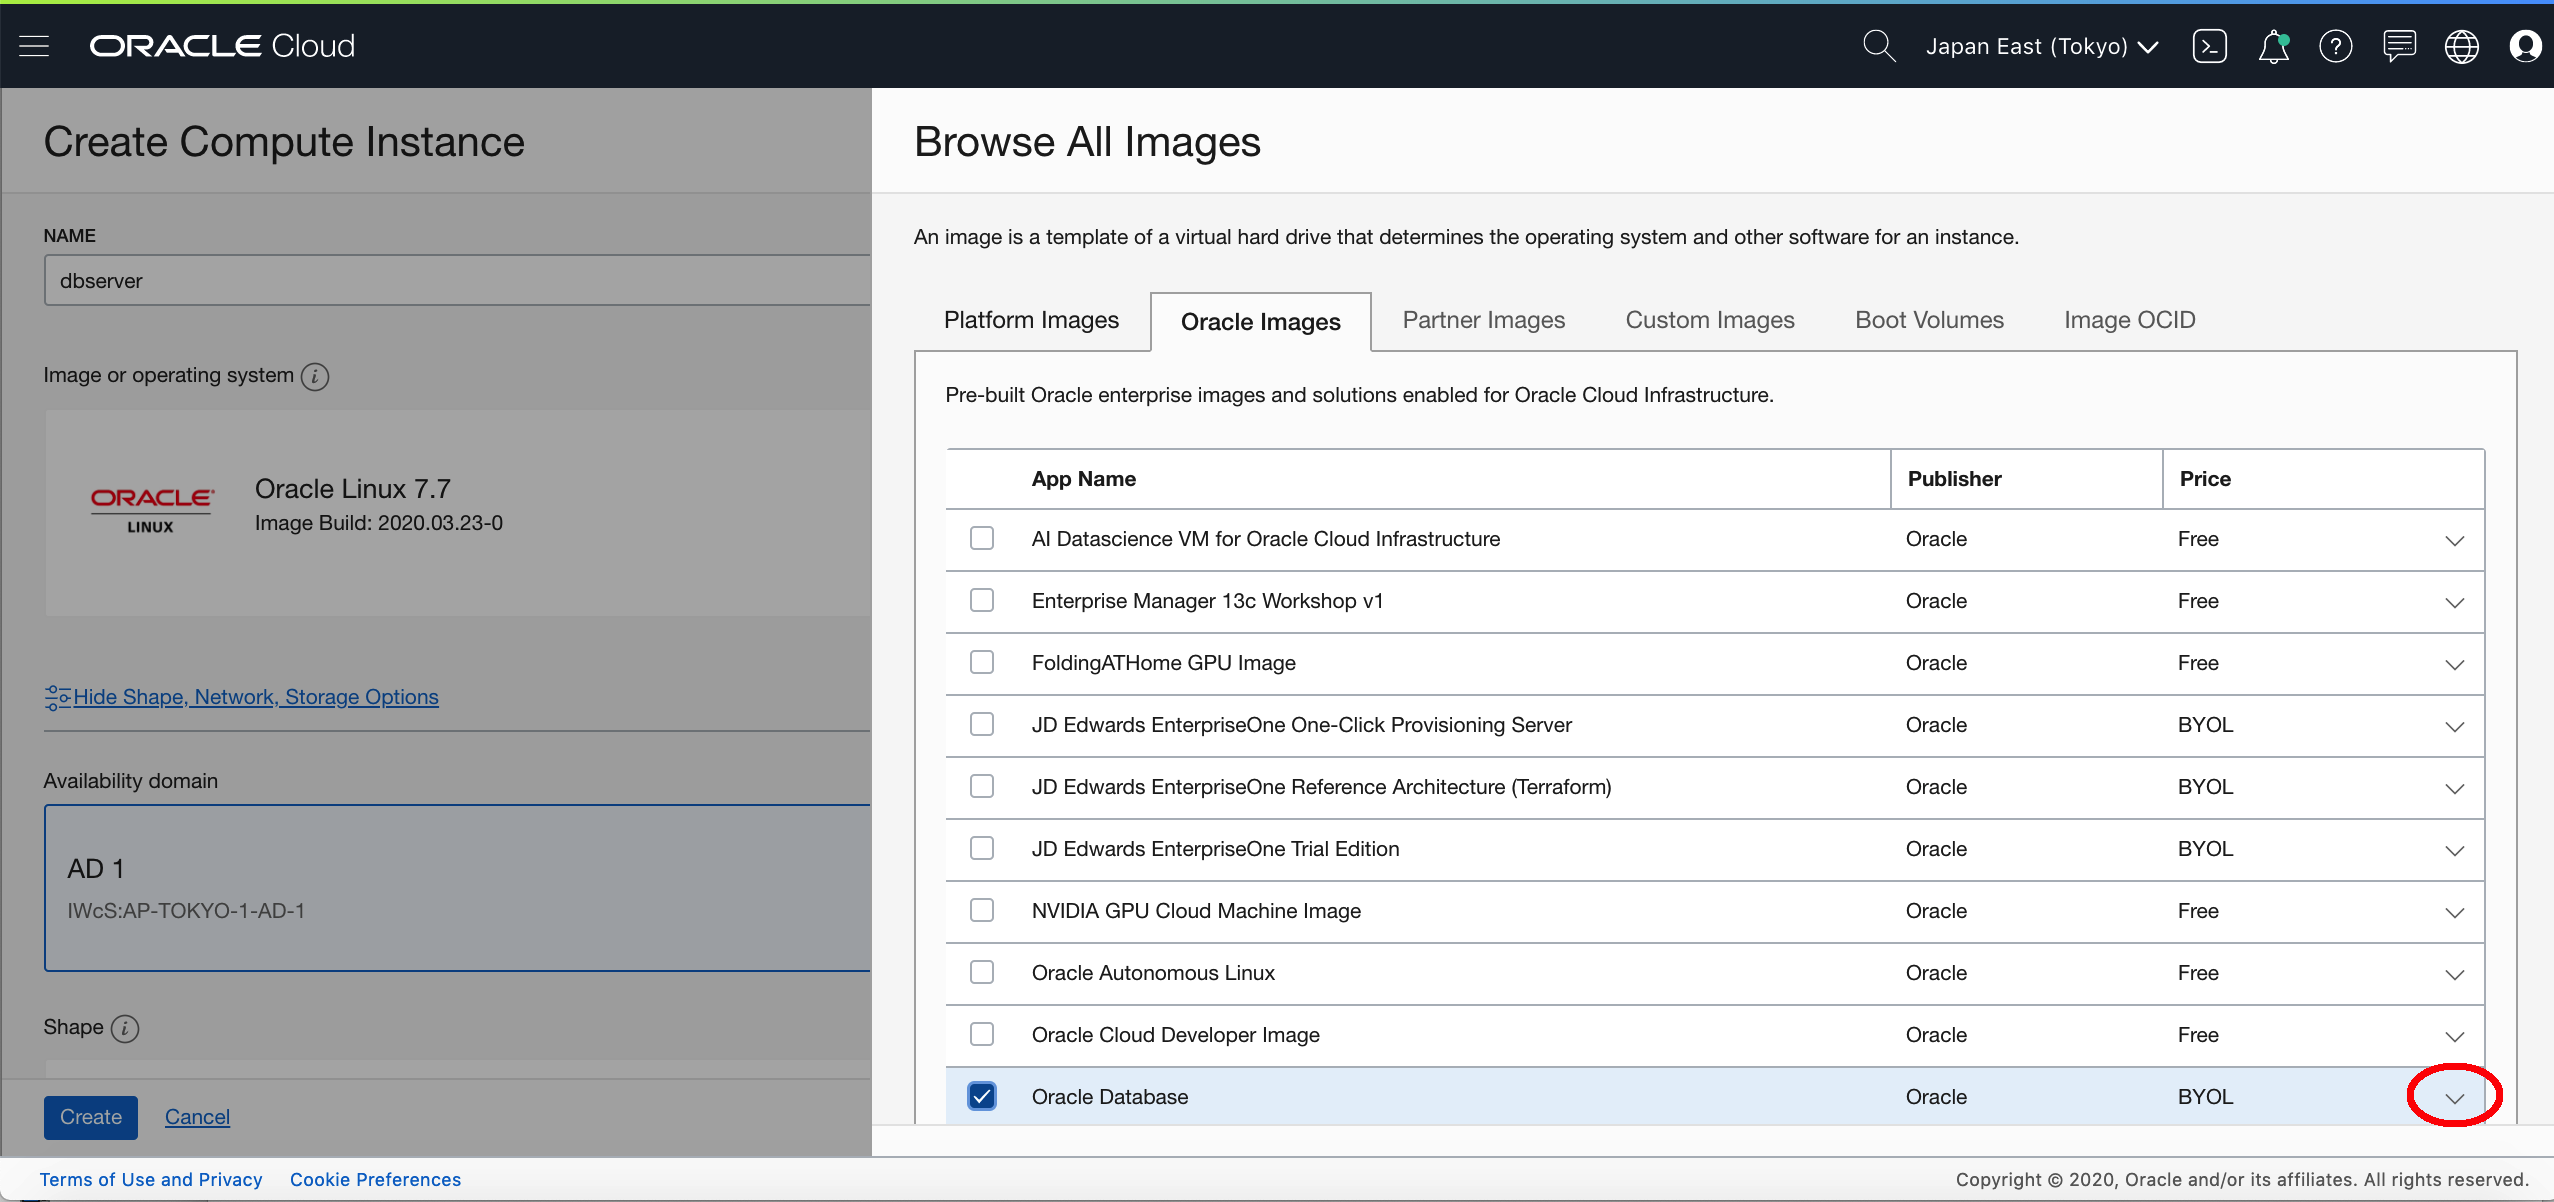 ORACLE Cloud
Japan East (Tokyo)
Create Compute Instance
NAME
dbserver
Image or operating system
ORACLE
LINUX
Oracle Linux 7.7
Image Build: 2020.03.23-0
Hide Shape, Network, Storage Options
Availability domain
AD 1
IWcS:AP-TOKYO-1-AD-1
Shape
Create Cancel
Browse All Images
An image is a template of a virtual hard drive that determines the operating system and other software for an instance.
Platform Images Oracle Images Partner Images Custom Images Boot Volumes Image OCID
Pre-built Oracle enterprise images and solutions enabled for Oracle Cloud Infrastructure.
App Name Publisher Price
AI Datascience VM for Oracle Cloud Infrastructure Oracle Free
Enterprise Manager 13c Workshop v1 Oracle Free
FoldingATHome GPU Image Oracle Free
JD Edwards EnterpriseOne One-Click Provisioning Server Oracle BYOL
JD Edwards EnterpriseOne Reference Architecture (Terraform) Oracle BYOL
JD Edwards EnterpriseOne Trial Edition Oracle BYOL
NVIDIA GPU Cloud Machine Image Oracle Free
Oracle Autonomous Linux Oracle Free
Oracle Cloud Developer Image Oracle Free
Oracle Database Oracle BYOL
Terms of Use and Privacy Cookie Preferences
Copyright © 2020, Oracle and/or its affiliates. All rights reserved.